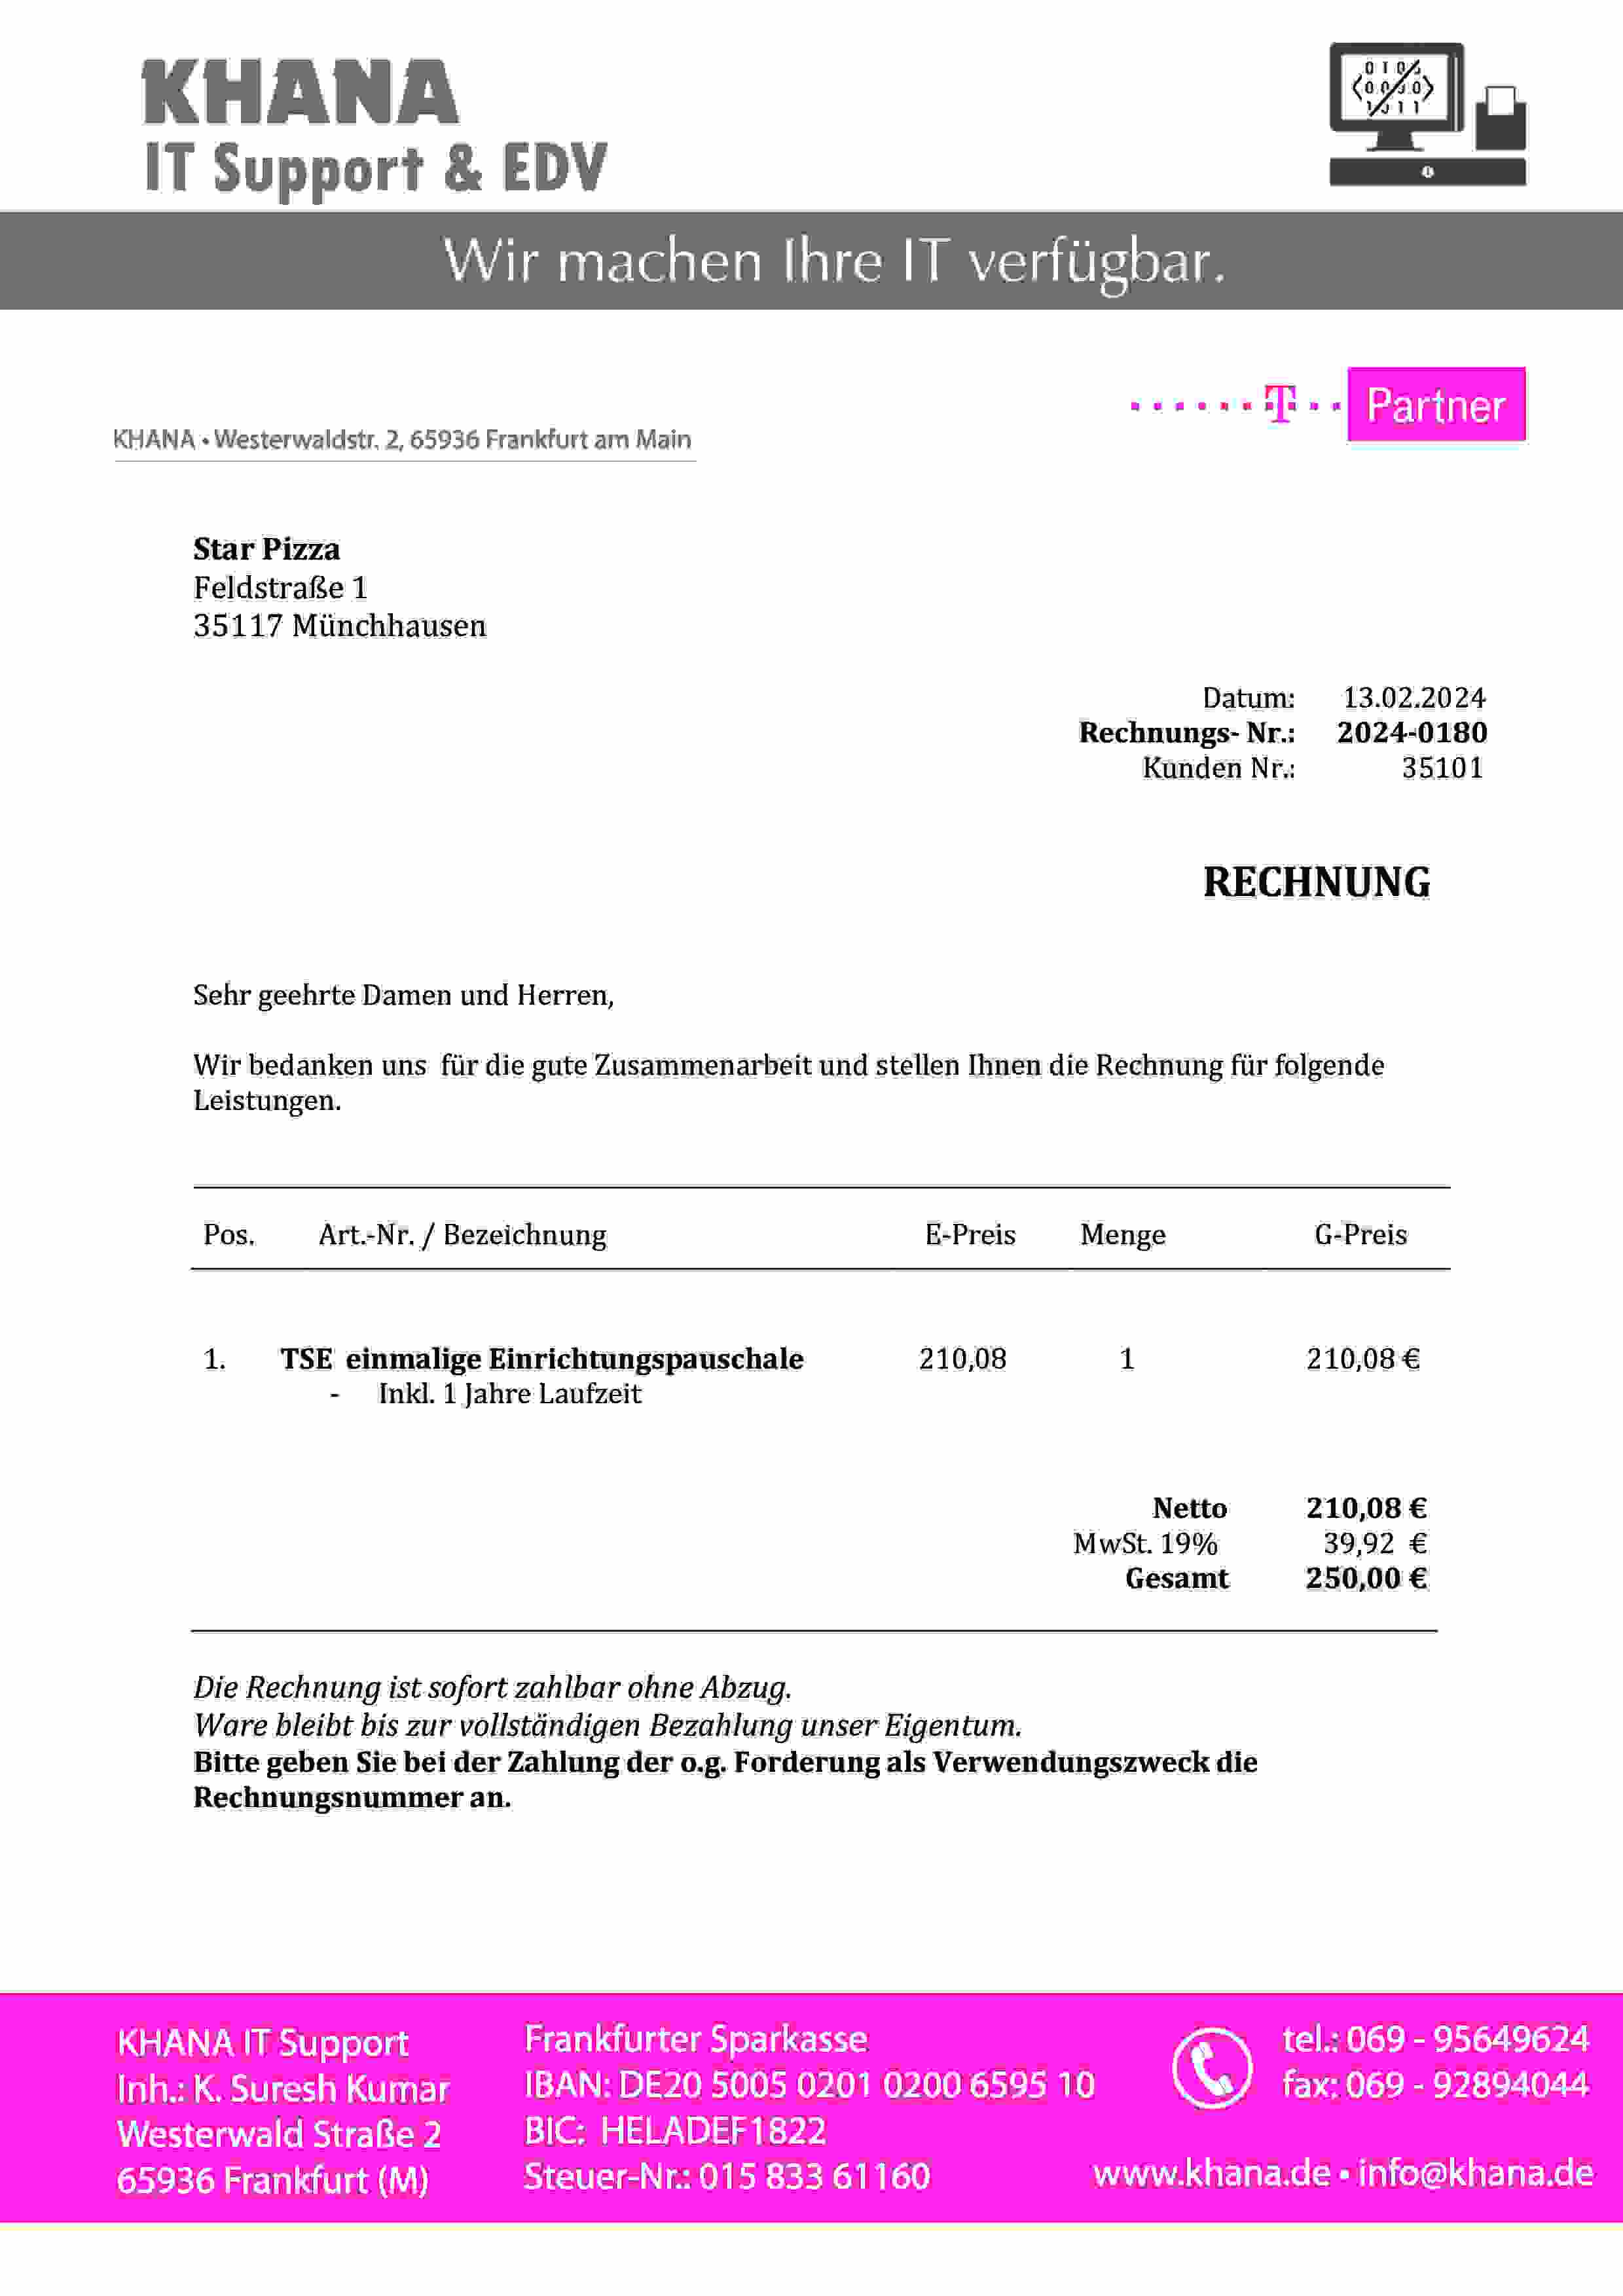 KHANA
IT Support & EDV
Wir machen Ihre IT verfügbar.
T Partner
KHANA • Westerwaldstr. 2, 65936 Frankfurt am Main
Star Pizza
Feldstraße 1
35117 Münchhausen
Datum: 13.02.2024
Rechnungs- Nr.: 2024-0180
Kunden Nr.: 35101
RECHNUNG
Sehr geehrte Damen und Herren,
Wir bedanken uns für die gute Zusammenarbeit und stellen Ihnen die Rechnung für folgende
Leistungen.
Pos. Art.-Nr. / Bezeichnung E-Preis Menge G-Preis
1. TSE einmalige Einrichtungspauschale 210,08 1 210,08 €
- Inkl. 1 Jahre Laufzeit
Netto 210,08 €
MwSt. 19% 39,92 €
Gesamt 250,00 €
Die Rechnung ist sofort zahlbar ohne Abzug.
Ware bleibt bis zur vollständigen Bezahlung unser Eigentum.
Bitte geben Sie bei der Zahlung der o.g. Forderung als Verwendungszweck die
Rechnungsnummer an.
KHANA IT Support
Inh.: K. Suresh Kumar
Westerwald Straße 2
65936 Frankfurt (M)
Frankfurter Sparkasse
IBAN: DE20 5005 0201 0200 6595 10
BIC: HELADEF1822
Steuer-Nr.: 015 833 61160
tel.: 069 - 95649624
fax: 069 - 92894044
www.khana.de • info@khana.de